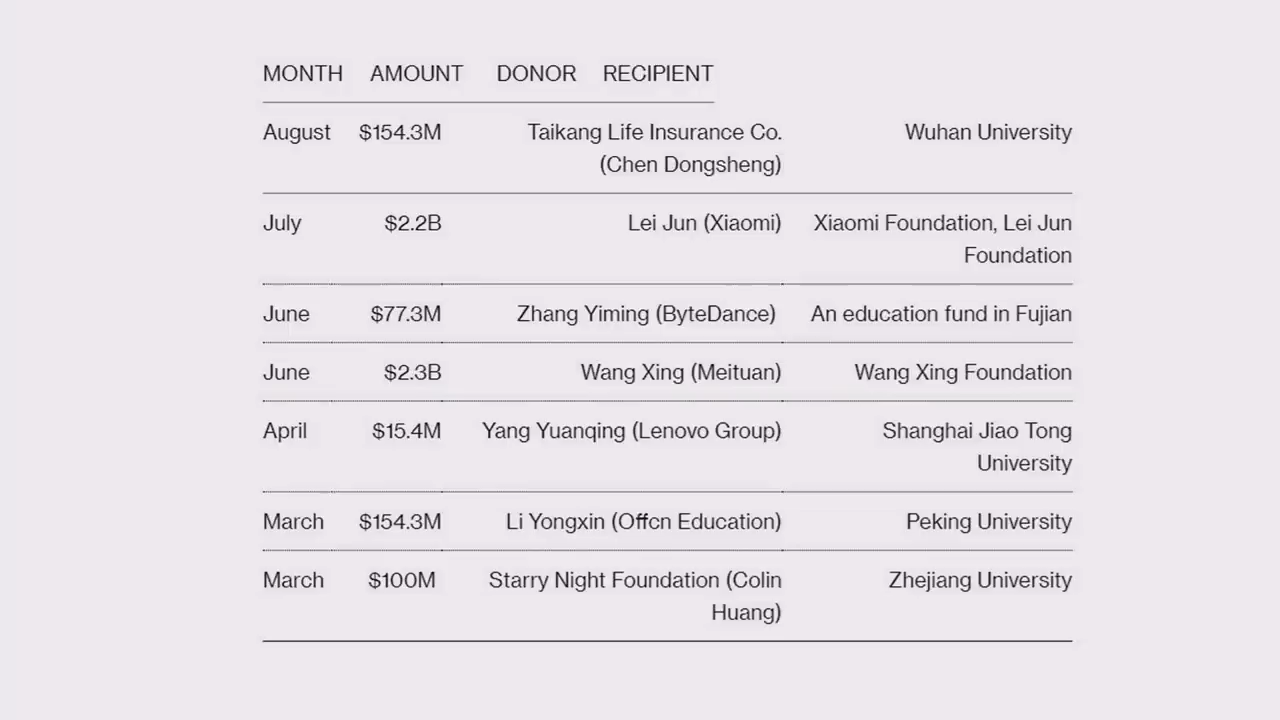 MONTH AMOUNT DONOR RECIPIENT
August $154.3M Taikang Life Insurance Co. Wuhan University
(Chen Dongsheng)
July $2.2B Lei Jun (Xiaomi) Xiaomi Foundation, Lei Jun
Foundation
June $77.3M Zhang Yiming (ByteDance) An education fund in Fujian
June $2.3B Wang Xing (Meituan) Wang Xing Foundation
April $15.4M Yang Yuanqing (Lenovo Group) Shanghai Jiao Tong
University
March $154.3M Li Yongxin (Offcn Education) Peking University
March $100M Starry Night Foundation (Colin Zhejiang University
Huang)